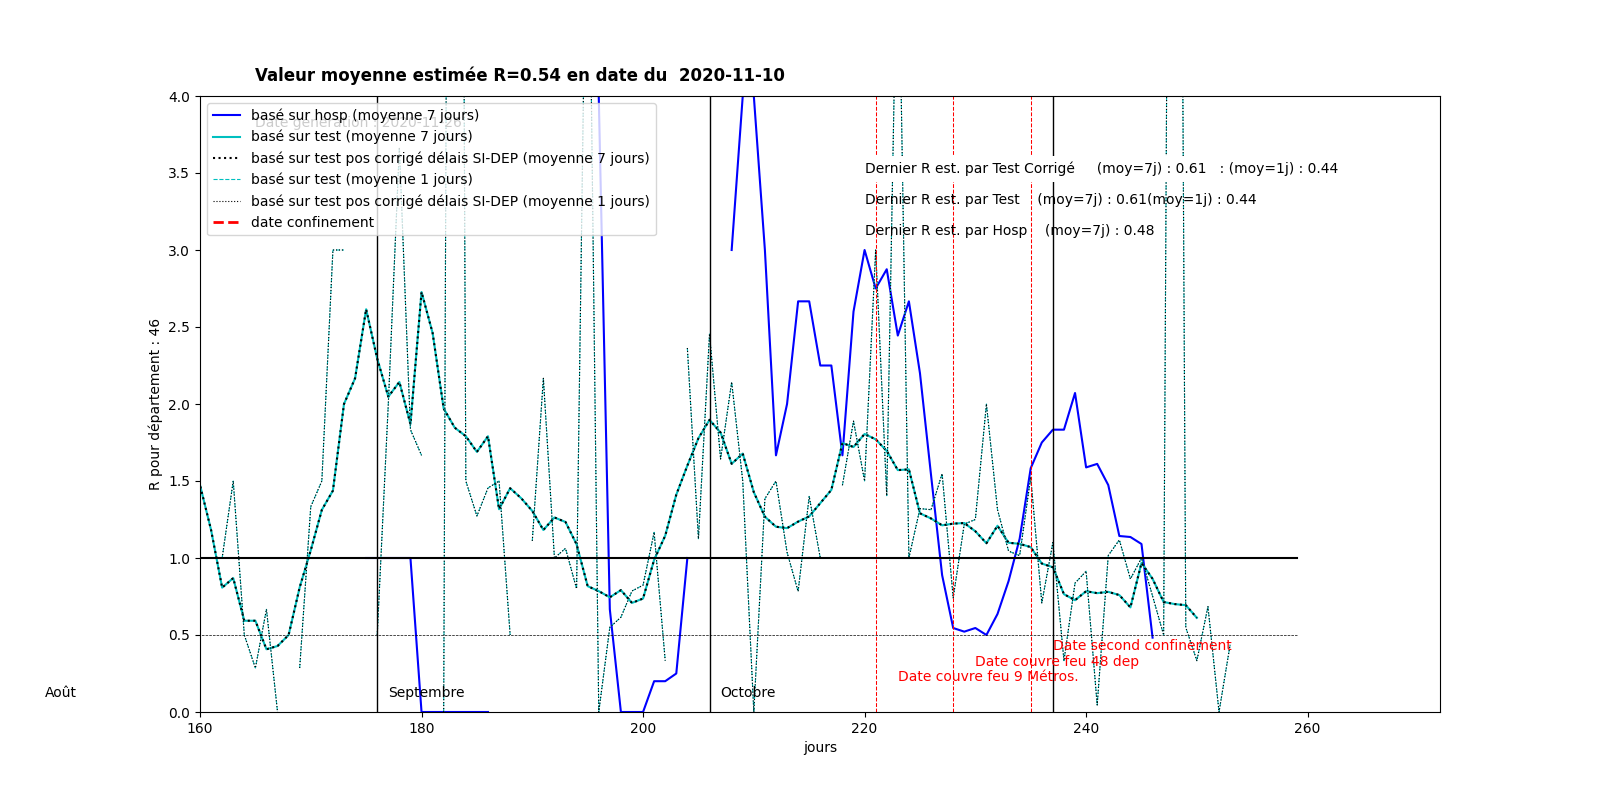 Valeur moyenne estimée R=0.54 en date du  2020-11-10
basé sur hosp (moyenne 7 jours)
basé sur test (moyenne 7 jours)
basé sur test pos corrigé délais SI-DEP (moyenne 7 jours)
basé sur test (moyenne 1 jours)
basé sur test pos corrigé délais SI-DEP (moyenne 1 jours)
date confinement
Dernier R est. par Test Corrigé     (moy=7j) : 0.61   : (moy=1j) : 0.44
Dernier R est. par Test    (moy=7j) : 0.61(moy=1j) : 0.44
Dernier R est. par Hosp    (moy=7j) : 0.48
4.0
3.5
3.0
2.5
2.0
1.5
1.0
0.5
0.0
R pour département : 46
Date second confinement
Date couvre feu 48 dep
Date couvre feu 9 Métros.
Août
Septembre
Octobre
160
180
200
220
240
260
jours